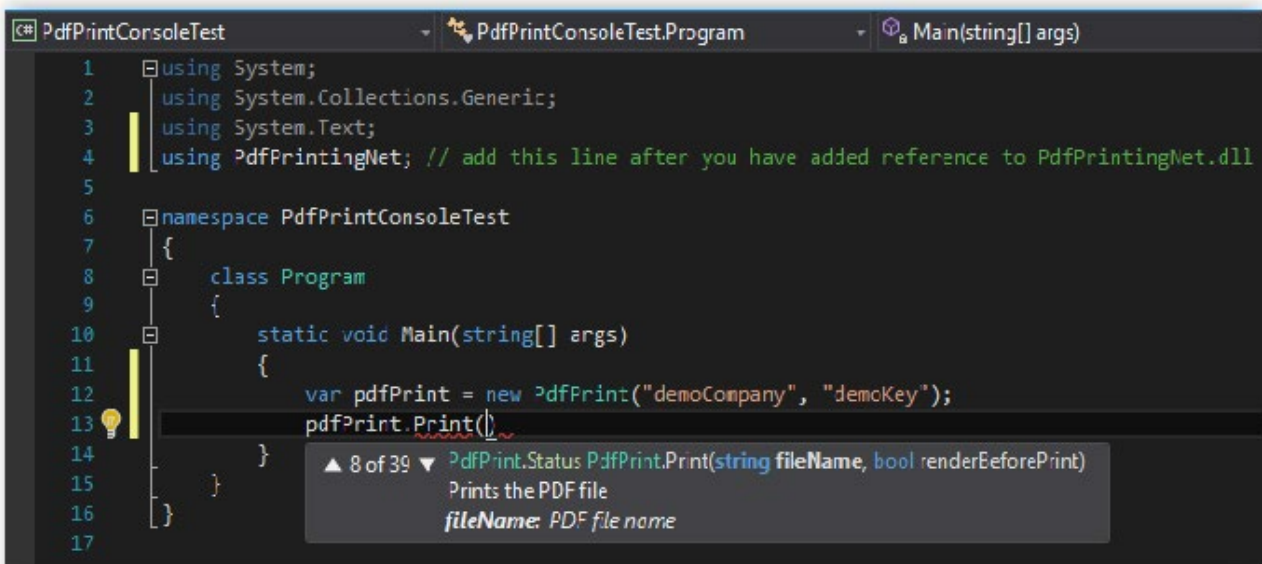 C# PdfPrintConsoleTest PdfPrintConsoleTest.Program Main(string[] args)
1 using System;
2 using System.Collections.Generic;
3 using System.Text;
4 using PdfPrintingNet; // add this line after you have added reference to PdfPrintingNet.dll
5
6 namespace PdfPrintConsoleTest
7 {
8 class Program
9 {
10 static void Main(string[] args)
11 {
12 var pdfPrint = new PdfPrint("demoCompany", "demoKey");
13 pdfPrint.Print()
14 }
▲ 8 of 39 ▼ PdfPrint.Status PdfPrint.Print(string fileName, bool renderBeforePrint)
15 }
Prints the PDF file
16 }
fileName: PDF file name
17